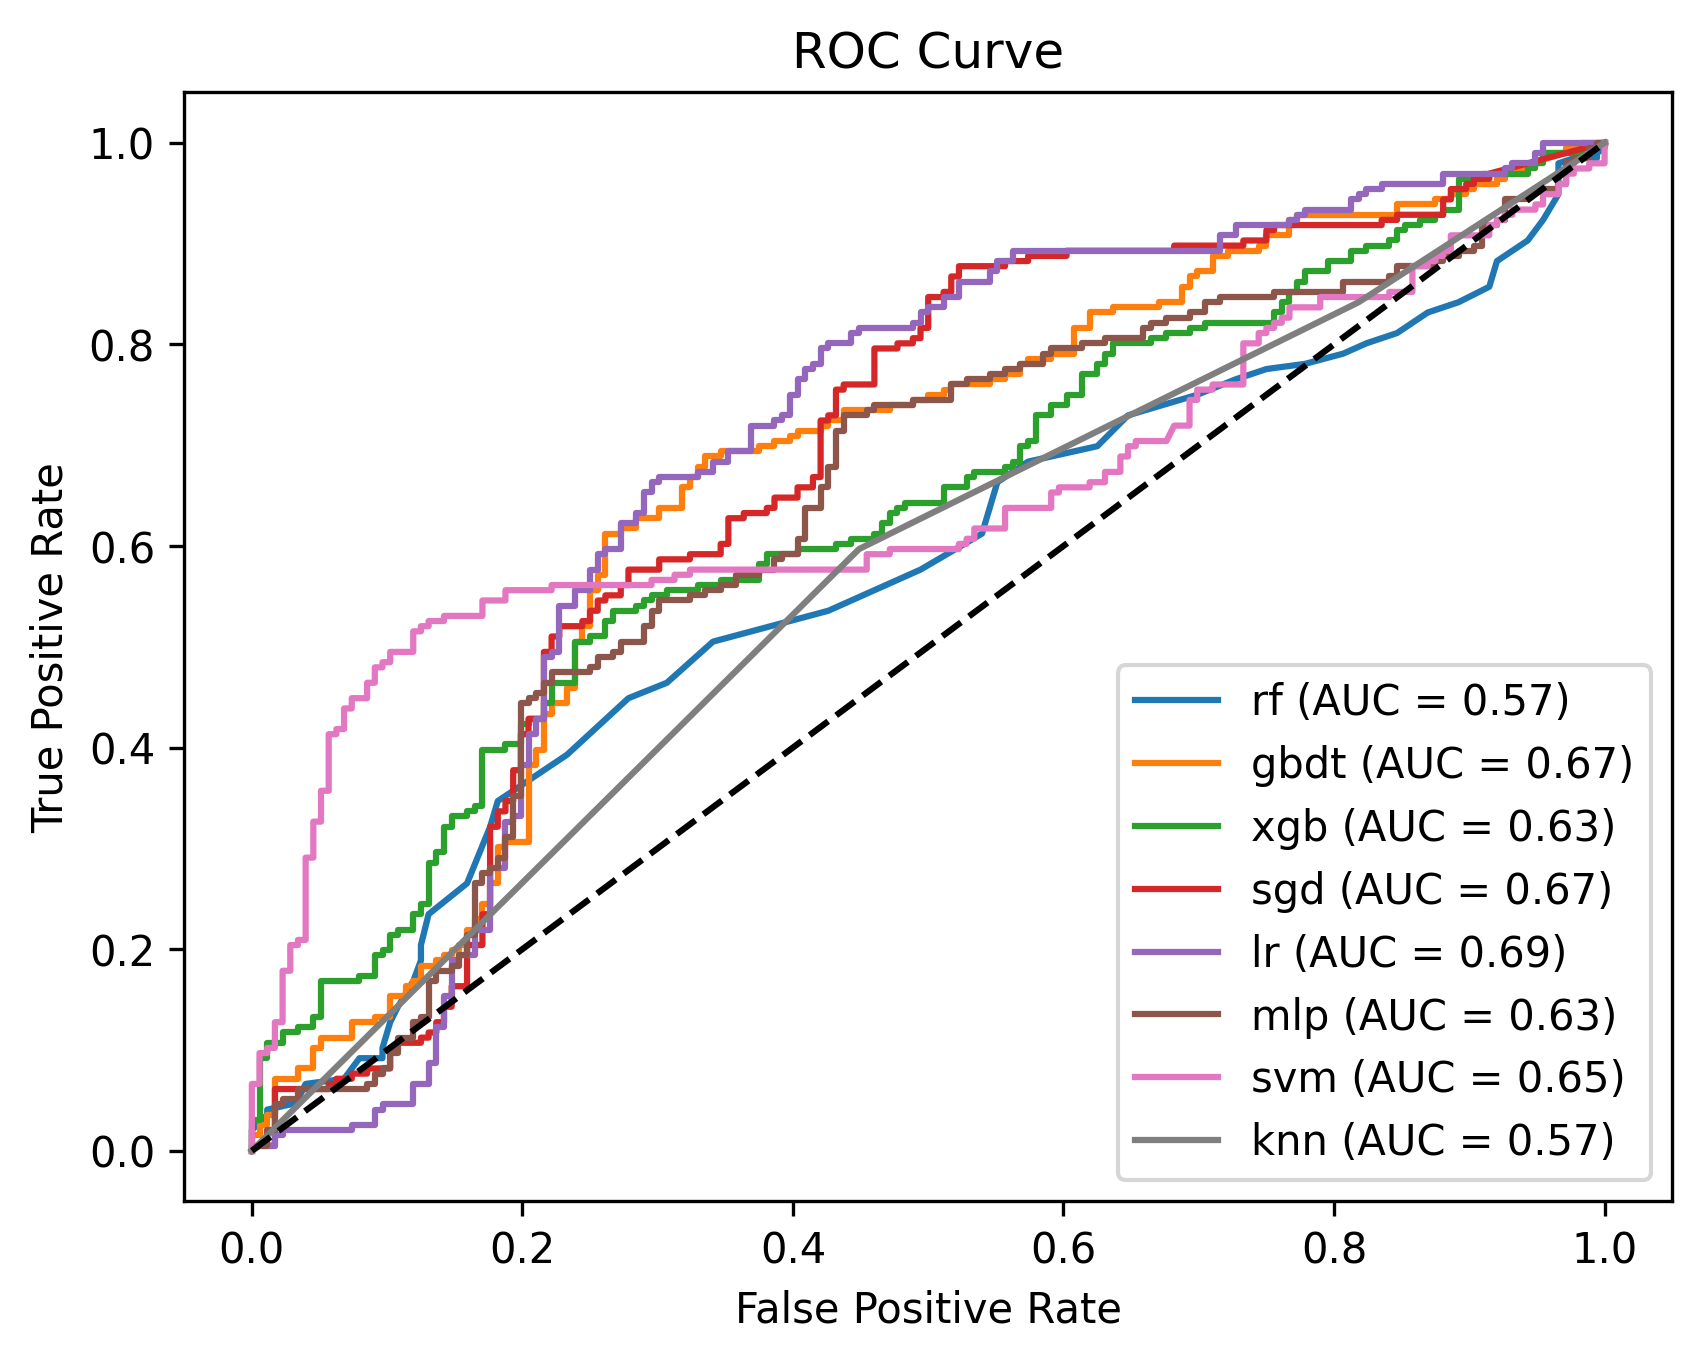 ROC Curve
True Positive Rate
1.0
0.8
0.6
0.4
0.2
0.0
rf (AUC = 0.57)
gbdt (AUC = 0.67)
xgb (AUC = 0.63)
sgd (AUC = 0.67)
lr (AUC = 0.69)
mlp (AUC = 0.63)
svm (AUC = 0.65)
knn (AUC = 0.57)
0.0 0.2 0.4 0.6 0.8 1.0
False Positive Rate